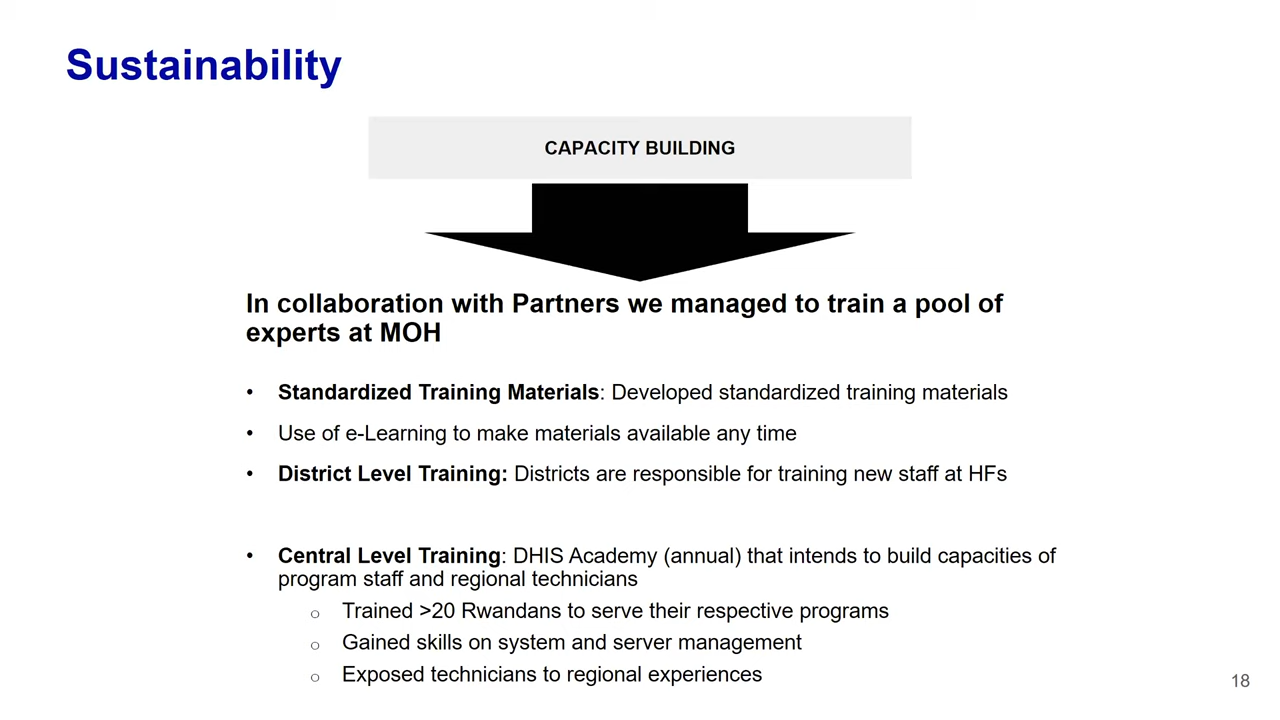 Sustainability
CAPACITY BUILDING
In collaboration with Partners we managed to train a pool of
experts at MOH
• Standardized Training Materials: Developed standardized training materials
• Use of e-Learning to make materials available any time
• District Level Training: Districts are responsible for training new staff at HFs
• Central Level Training: DHIS Academy (annual) that intends to build capacities of
program staff and regional technicians
○ Trained >20 Rwandans to serve their respective programs
○ Gained skills on system and server management
○ Exposed technicians to regional experiences
18